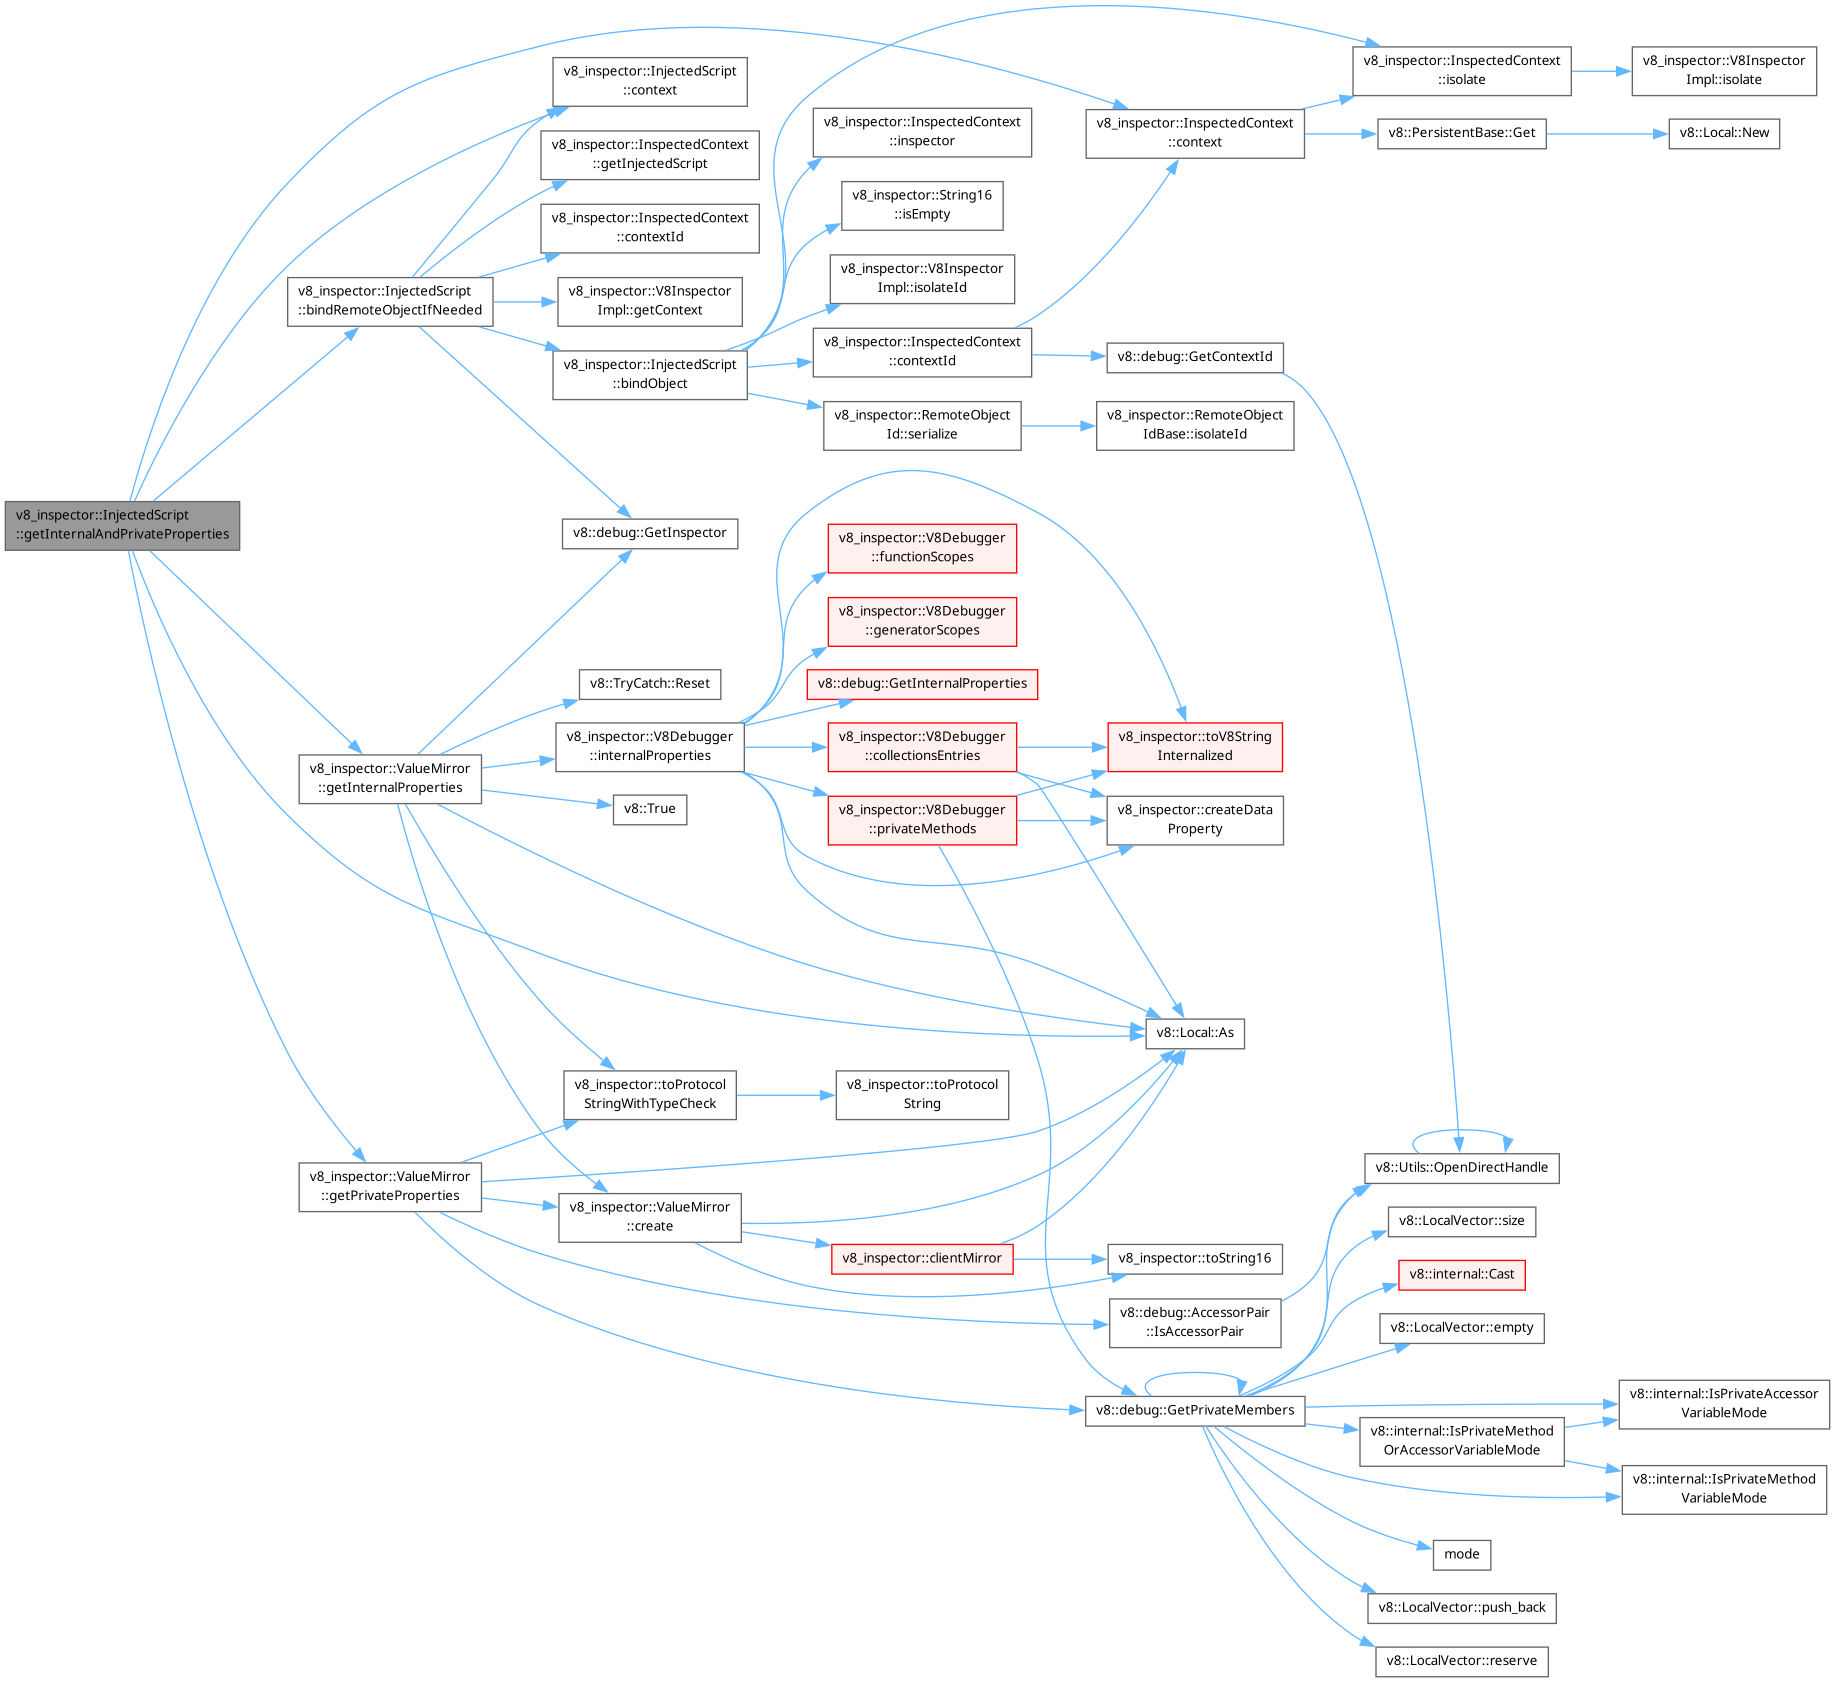 v8_inspector::InjectedScript
::getInternalAndPrivateProperties
v8_inspector::InjectedScript
::bindRemoteObjectIfNeeded
v8_inspector::ValueMirror
::getInternalProperties
v8_inspector::ValueMirror
::getPrivateProperties
v8_inspector::InjectedScript
::context
v8_inspector::InspectedContext
::getInjectedScript
v8_inspector::InspectedContext
::contextId
v8_inspector::V8Inspector
Impl::getContext
v8_inspector::InjectedScript
::bindObject
v8::debug::GetInspector
v8::TryCatch::Reset
v8_inspector::V8Debugger
::internalProperties
v8::True
v8_inspector::toProtocol
StringWithTypeCheck
v8_inspector::ValueMirror
::create
v8_inspector::InspectedContext
::inspector
v8_inspector::String16
::isEmpty
v8_inspector::V8Inspector
Impl::isolateId
v8_inspector::InspectedContext
::contextId
v8_inspector::RemoteObject
Id::serialize
v8_inspector::V8Debugger
::functionScopes
v8_inspector::V8Debugger
::generatorScopes
v8::debug::GetInternalProperties
v8_inspector::V8Debugger
::collectionsEntries
v8_inspector::V8Debugger
::privateMethods
v8_inspector::toProtocol
String
v8_inspector::clientMirror
v8_inspector::InspectedContext
::context
v8::debug::GetContextId
v8_inspector::RemoteObject
IdBase::isolateId
v8_inspector::toV8String
Internalized
v8_inspector::createData
Property
v8::Local::As
v8_inspector::toString16
v8::debug::AccessorPair
::IsAccessorPair
v8::debug::GetPrivateMembers
v8_inspector::InspectedContext
::isolate
v8::PersistentBase::Get
v8::Utils::OpenDirectHandle
v8::LocalVector::size
v8::internal::Cast
v8::LocalVector::empty
v8::internal::IsPrivateMethod
OrAccessorVariableMode
mode
v8::LocalVector::push_back
v8::LocalVector::reserve
v8_inspector::V8Inspector
Impl::isolate
v8::Local::New
v8::internal::IsPrivateAccessor
VariableMode
v8::internal::IsPrivateMethod
VariableMode